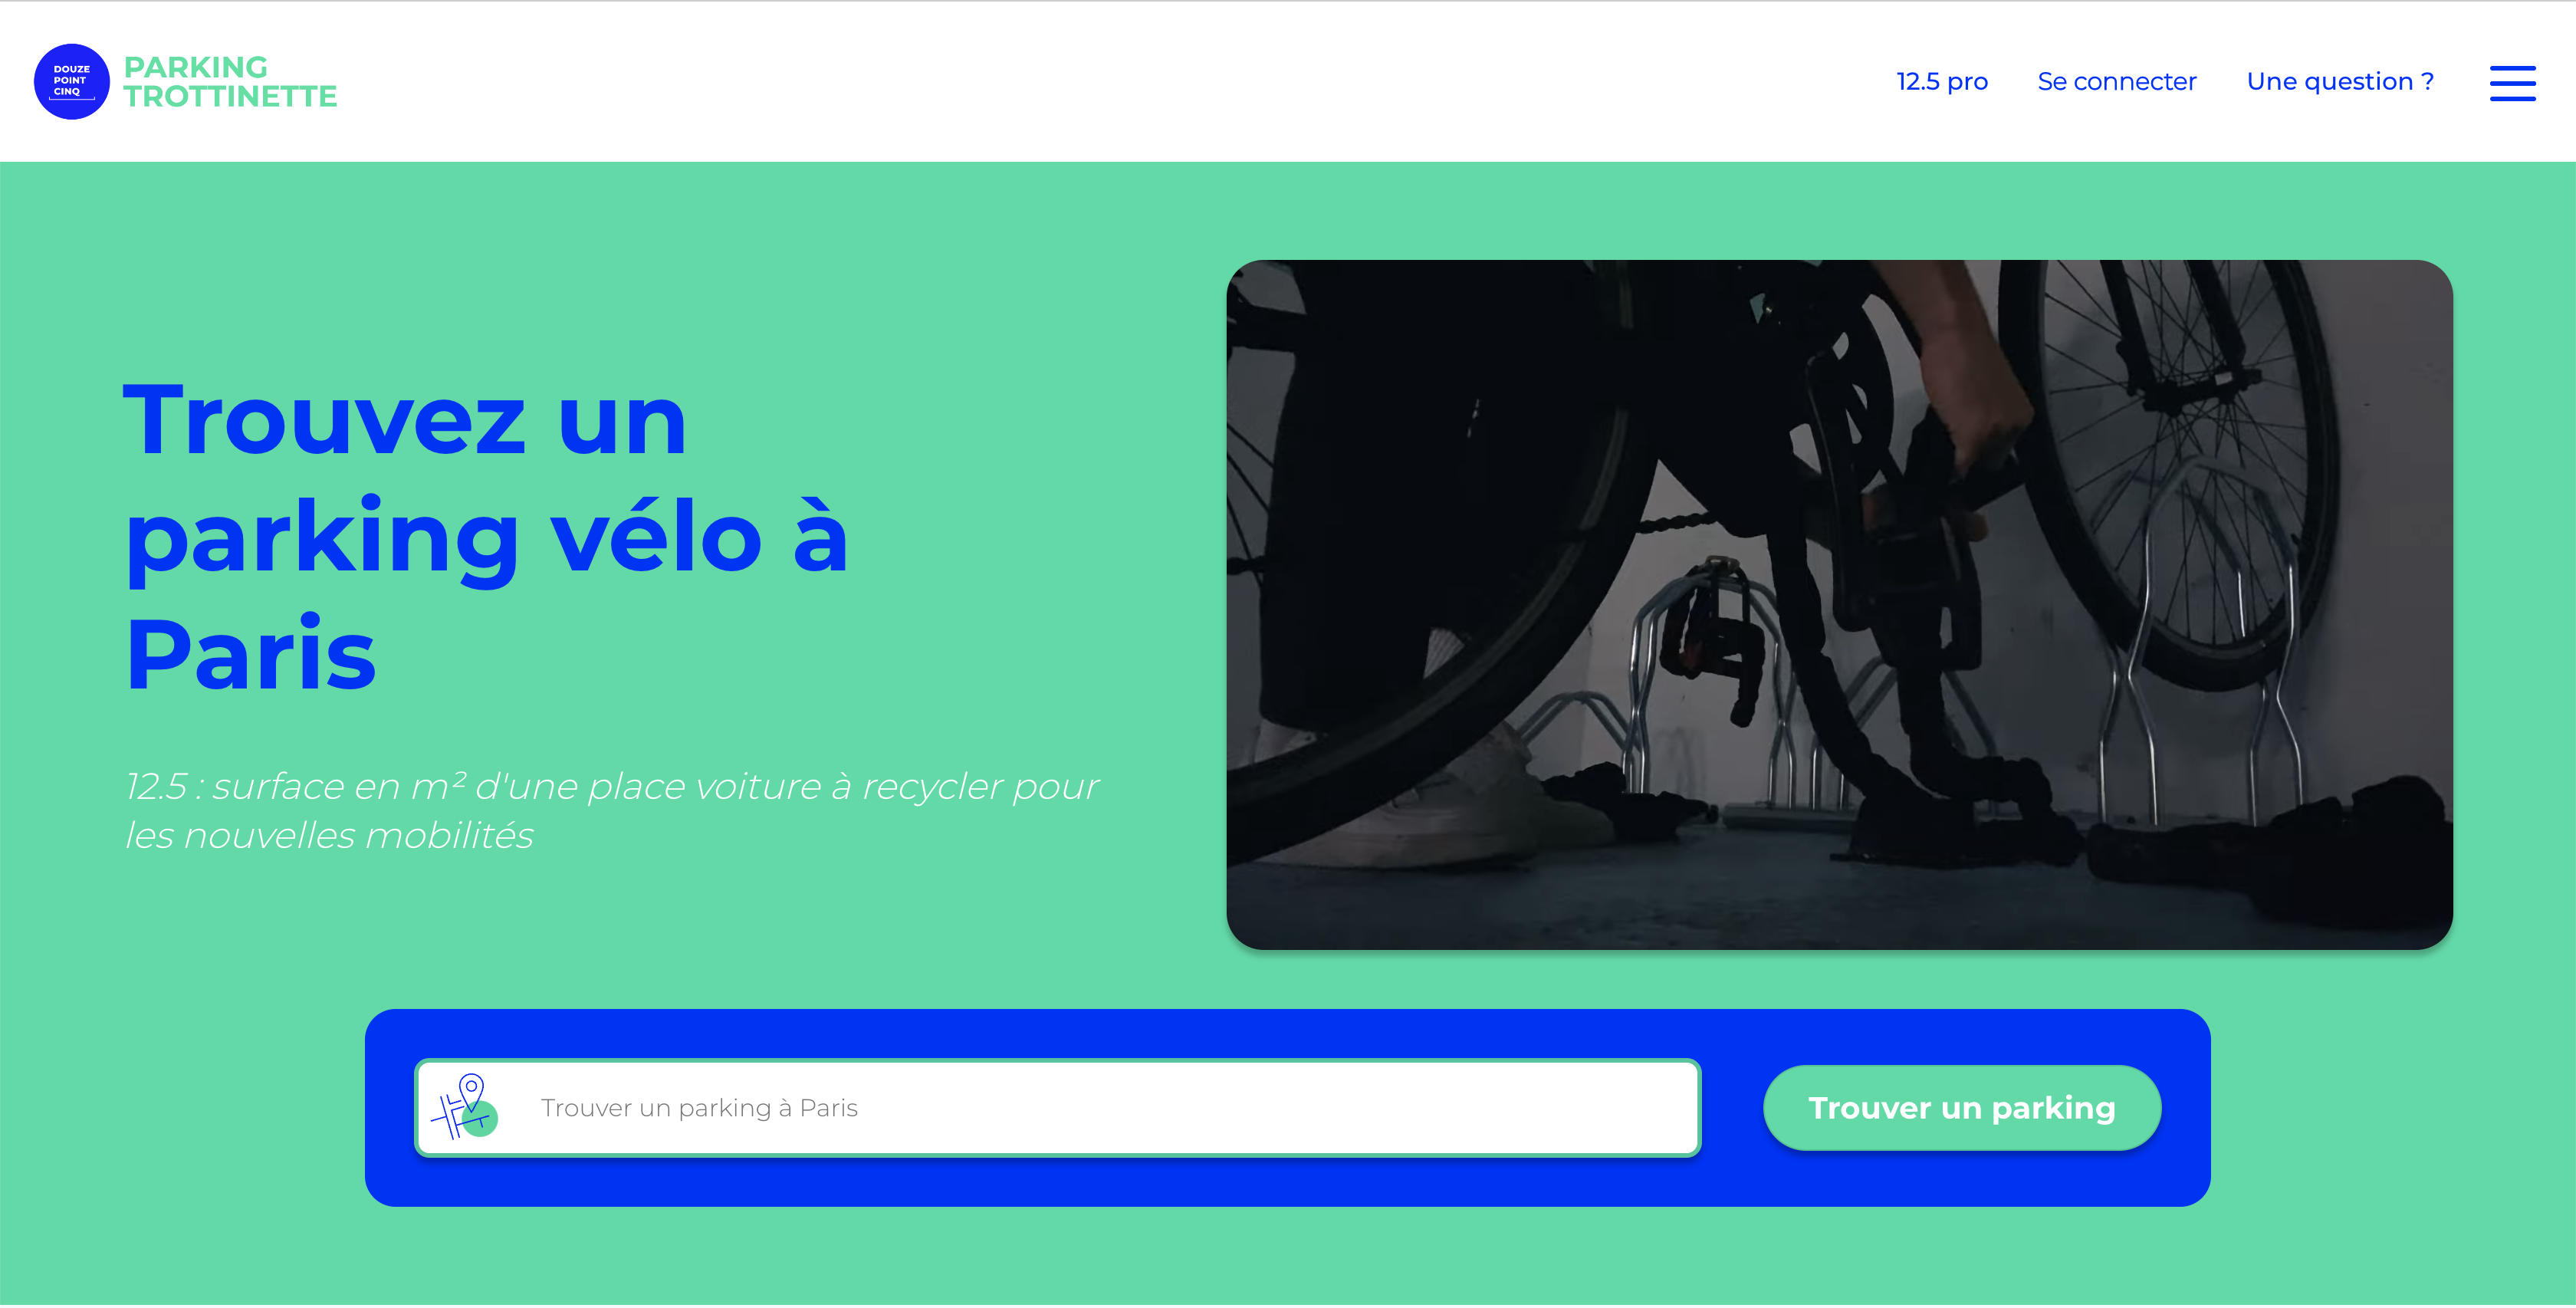 DOUZE
POINT
CINQ
PARKING
TROTTINETTE
12.5 pro
Se connecter
Une question ?
Trouvez un
parking vélo à
Paris
12.5 : surface en m² d'une place voiture à recycler pour
les nouvelles mobilités
Trouver un parking à Paris
Trouver un parking